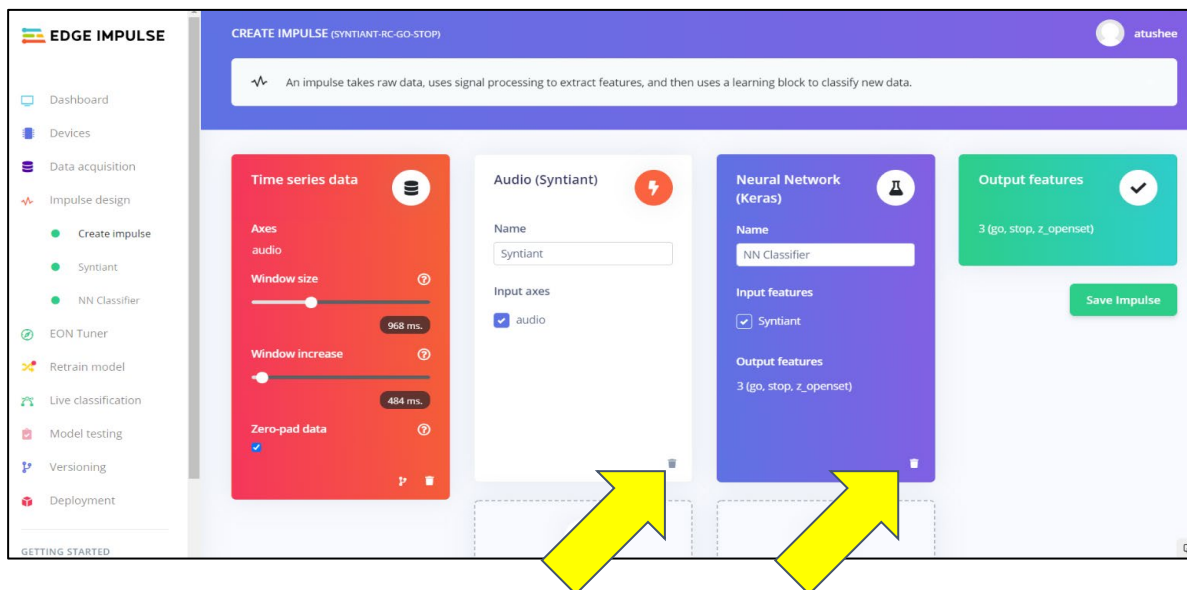 EDGE IMPULSE
Dashboard
Devices
Data acquisition
Impulse design
Create impulse
Syntiant
NN Classifier
EON Tuner
Retrain model
Live classification
Model testing
Versioning
Deployment
GETTING STARTED
CREATE IMPULSE (SYNTIANT-RC-GO-STOP)
atushee
An impulse takes raw data, uses signal processing to extract features, and then uses a learning block to classify new data.
Time series data
Axes
audio
Window size
968 ms.
Window increase
484 ms.
Zero-pad data
Audio (Syntiant)
Name
Syntiant
Input axes
audio
Neural Network
(Keras)
Name
NN Classifier
Input features
Syntiant
Output features
3 (go, stop, z_openset)
Output features
3 (go, stop, z_openset)
Save Impulse